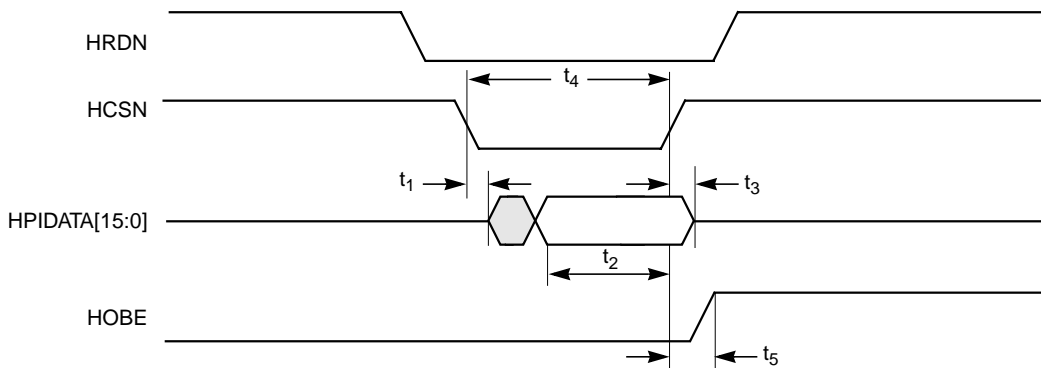 HRDN
t4
HCSN
t1
t3
HPIDATA[15:0]
t2
HOBE
t5